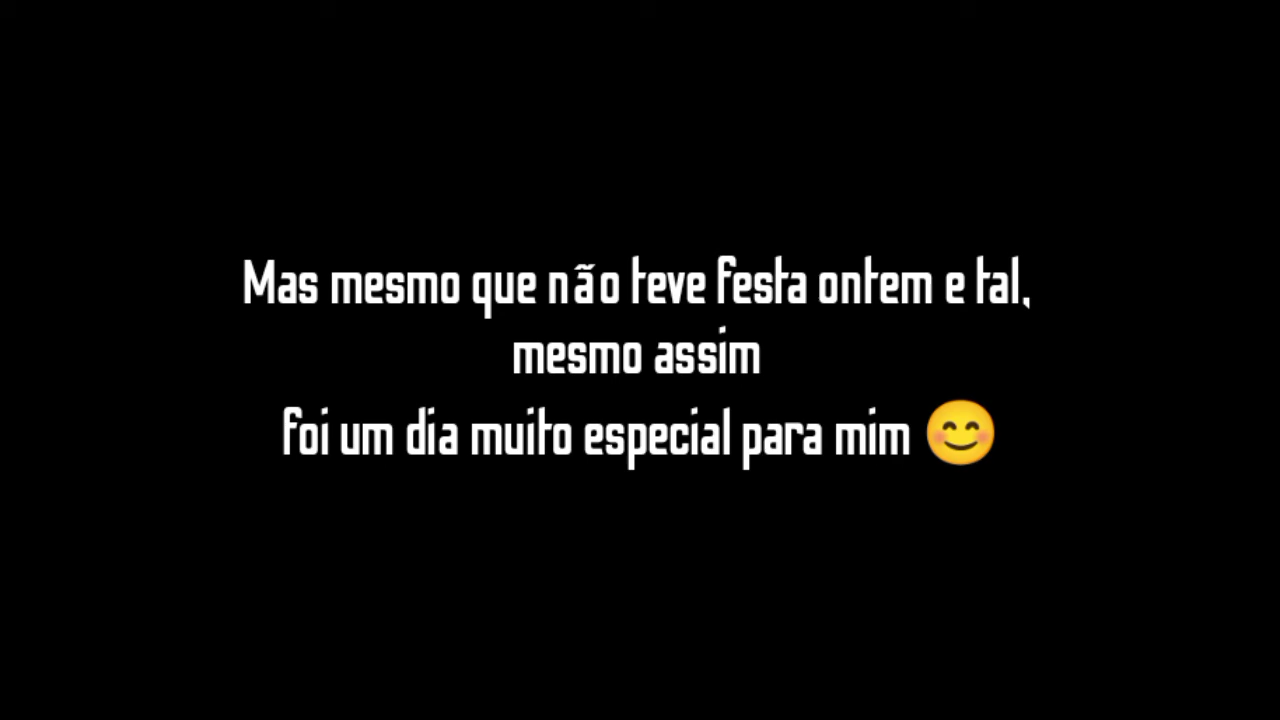 Mas mesmo que não teve festa ontem e tal,
mesmo assim
foi um dia muito especial para mim 😊